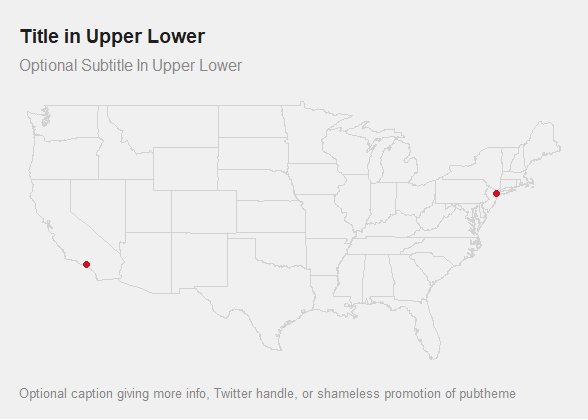 Title in Upper Lower
Optional Subtitle In Upper Lower
Optional caption giving more info, Twitter handle, or shameless promotion of pubtheme